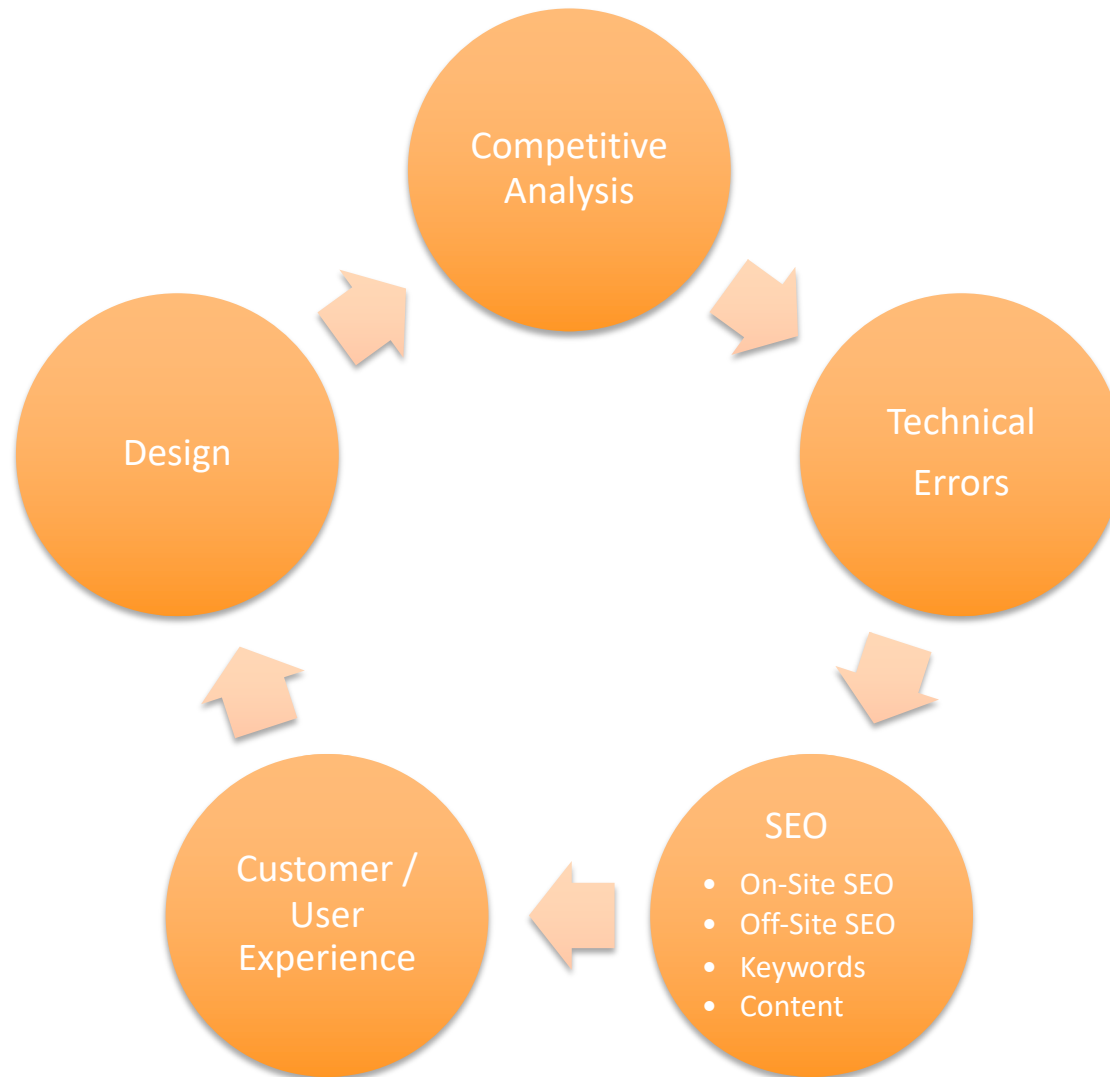 Competitive
Analysis
Technical
Errors
SEO
• On-Site SEO
• Off-Site SEO
• Keywords
• Content
Customer /
User
Experience
Design